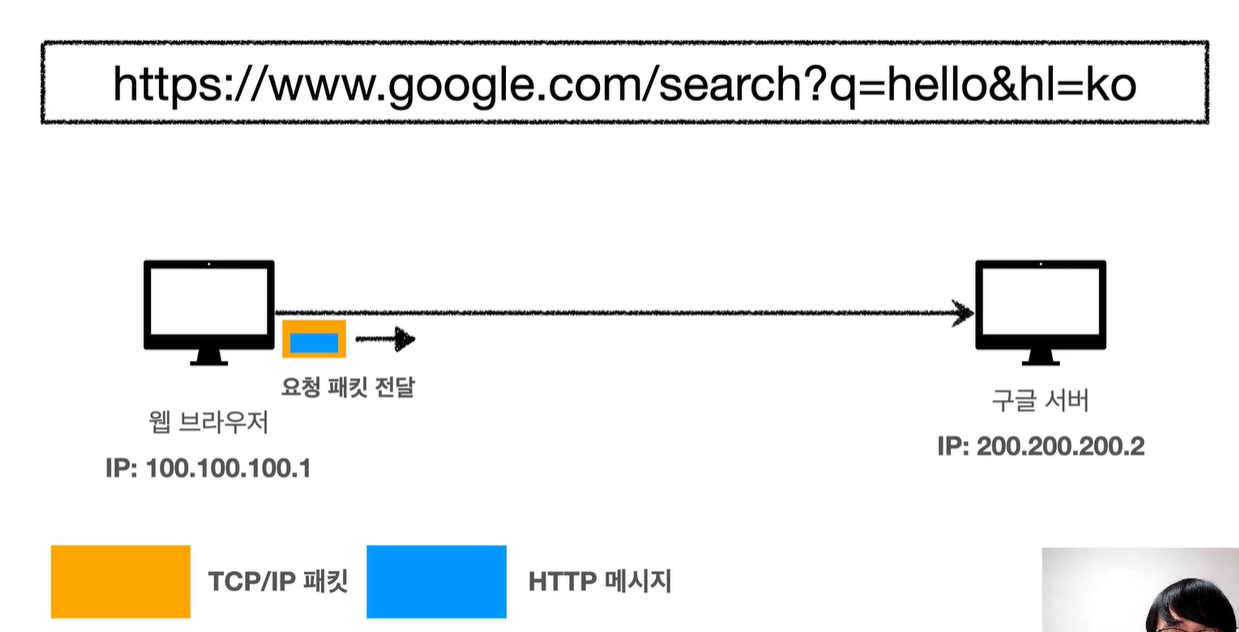 https://www.google.com/search?q=hello&hl=ko
요청 패킷 전달
웹 브라우저
IP: 100.100.100.1
구글 서버
IP: 200.200.200.2
TCP/IP 패킷
HTTP 메시지